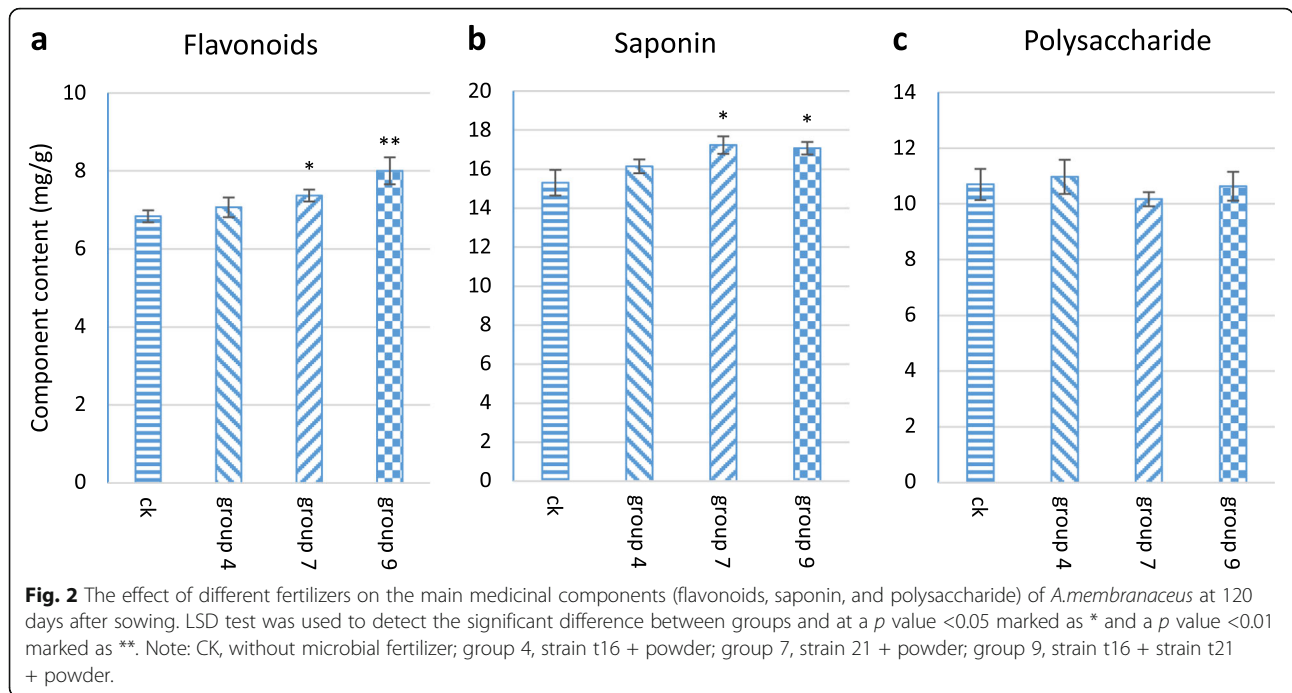 a Flavonoids
Component content (mg/g)
10
8
6
4
2
0
*
**
ck
group 4
group 7
group 9
b Saponin
20
18
16
14
12
10
8
6
4
2
0
*
*
ck
group 4
group 7
group 9
c Polysaccharide
14
12
10
8
6
4
2
0
ck
group 4
group 7
group 9
Fig. 2 The effect of different fertilizers on the main medicinal components (flavonoids, saponin, and polysaccharide) of A.membranaceus at 120
days after sowing. LSD test was used to detect the significant difference between groups and at a p value <0.05 marked as * and a p value <0.01
marked as **. Note: CK, without microbial fertilizer; group 4, strain t16 + powder; group 7, strain 21 + powder; group 9, strain t16 + strain t21
+ powder.